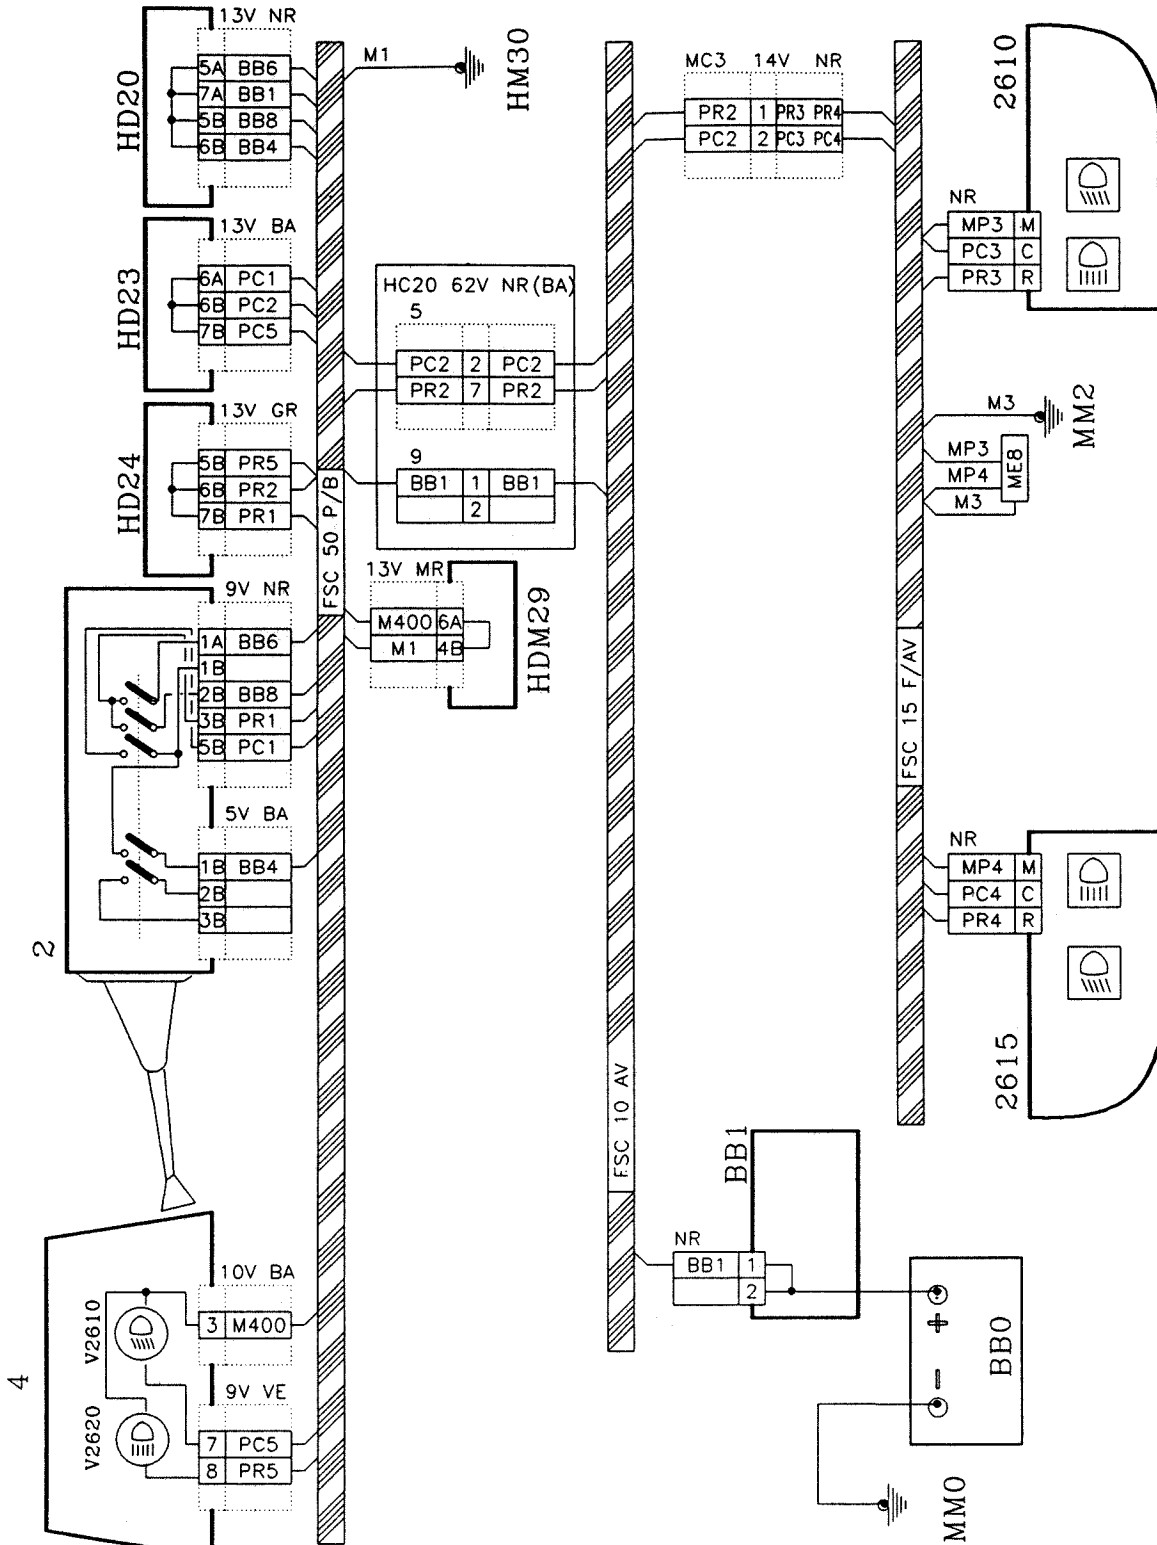 13V NR
HD20
5A BB6
7A BB1
5B BB8
6B BB4
13V BA
HD23
6A PC1
6B PC2
7B PC5
13V GR
HD24
5B PR5
6B PR2
7B PR1
9V NR
1A BB6
1B
2B BB8
3B PR1
5B PC1
5V BA
1B BB4
2B
3B
2
4
V2610
V2620
10V BA
3 M400
9V VE
7 PC5
8 PR5
FSC 50 P/B
M1
HM30
HC20 62V NR(BA)
5
PC2 2 PC2
PR2 7 PR2
9
BB1 1 BB1
2
13V MR
M400 6A
M1 4B
HDM29
FSC 10 AV
MC3 14V NR
PR2 1 PR3 PR4
PC2 2 PC3 PC4
FSC 15 F/AV
2610
NR
MP3 M
PC3 C
PR3 R
M3
MM2
MP3
MP4
M3
ME8
NR
MP4 M
PC4 C
PR4 R
2615
BB1
NR
BB1 1
2
+
−
BB0
MM0